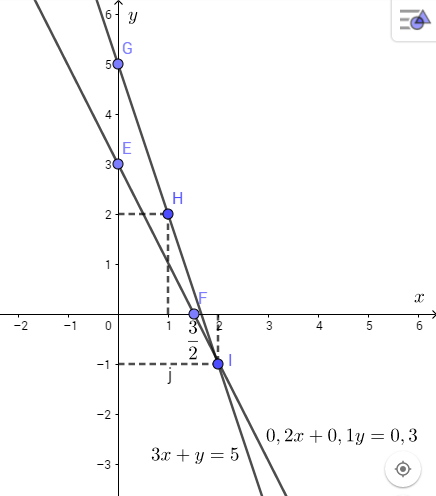 6
y
G
5
4
E
3
H
2
1
F
x
−2 −1 0 1 2 3 4 5 6
3
2
−1
I
j
−2
0, 2x + 0, 1y = 0, 3
3x + y = 5
−3